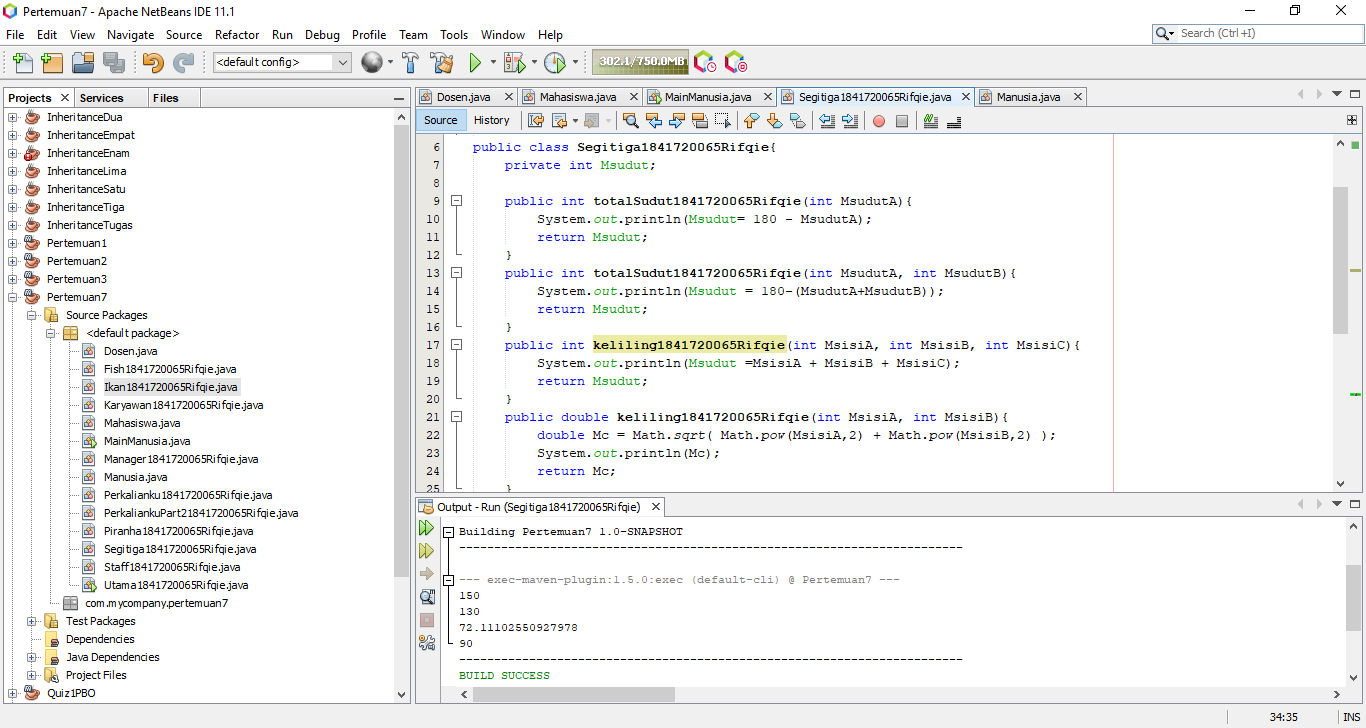 Pertemuan7 - Apache NetBeans IDE 11.1
File Edit View Navigate Source Refactor Run Debug Profile Team Tools Window Help
Search (Ctrl+I)
<default config>
302.1/750.0MB
Projects Services Files
InheritanceDua
InheritanceEmpat
InheritanceEnam
InheritanceLima
InheritanceSatu
InheritanceTiga
InheritanceTugas
Pertemuan1
Pertemuan2
Pertemuan3
Pertemuan7
Source Packages
<default package>
Dosen.java
Fish1841720065Rifqie.java
Ikan1841720065Rifqie.java
Karyawan1841720065Rifqie.java
Mahasiswa.java
MainManusia.java
Manager1841720065Rifqie.java
Manusia.java
Perkalianku1841720065Rifqie.java
PerkaliankuPart21841720065Rifqie.java
Piranha1841720065Rifqie.java
Segitiga1841720065Rifqie.java
Staff1841720065Rifqie.java
Utama1841720065Rifqie.java
com.mycompany.pertemuan7
Test Packages
Dependencies
Java Dependencies
Project Files
Quiz1PBO
Dosen.java Mahasiswa.java MainManusia.java Segitiga1841720065Rifqie.java Manusia.java
Source History
6 public class Segitiga1841720065Rifqie{
7 private int Msudut;
8
9 public int totalSudut1841720065Rifqie(int MsudutA){
10 System.out.println(Msudut= 180 - MsudutA);
11 return Msudut;
12 }
13 public int totalSudut1841720065Rifqie(int MsudutA, int MsudutB){
14 System.out.println(Msudut = 180-(MsudutA+MsudutB));
15 return Msudut;
16 }
17 public int keliling1841720065Rifqie(int MsisiA, int MsisiB, int MsisiC){
18 System.out.println(Msudut =MsisiA + MsisiB + MsisiC);
19 return Msudut;
20 }
21 public double keliling1841720065Rifqie(int MsisiA, int MsisiB){
22 double Mc = Math.sqrt( Math.pow(MsisiA,2) + Math.pow(MsisiB,2) );
23 System.out.println(Mc);
24 return Mc;
25 }
Output - Run (Segitiga1841720065Rifqie)
Building Pertemuan7 1.0-SNAPSHOT
------------------------------------------------------------------------
--- exec-maven-plugin:1.5.0:exec (default-cli) @ Pertemuan7 ---
150
130
72.11102550927978
90
------------------------------------------------------------------------
BUILD SUCCESS
34:35 INS